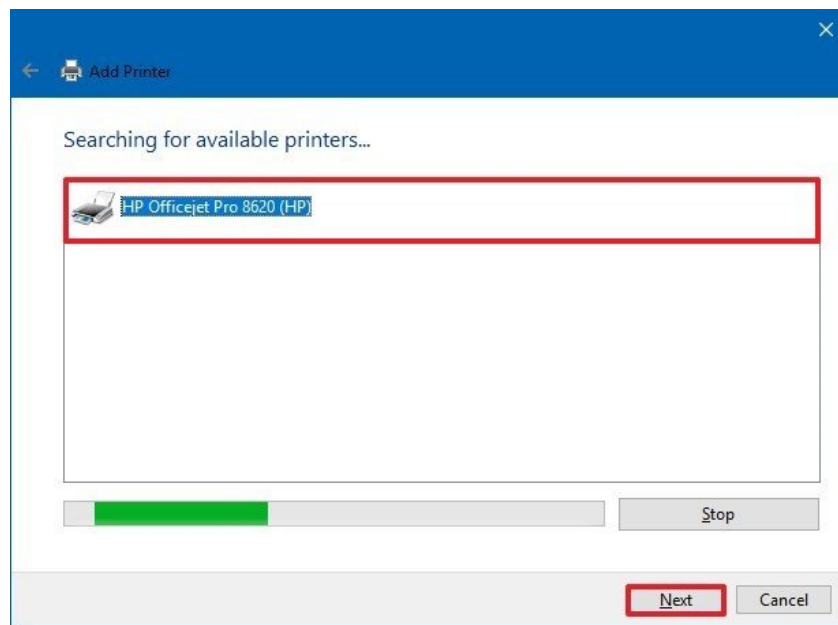 Add Printer
Searching for available printers...
HP Officejet Pro 8620 (HP)
Stop
Next
Cancel